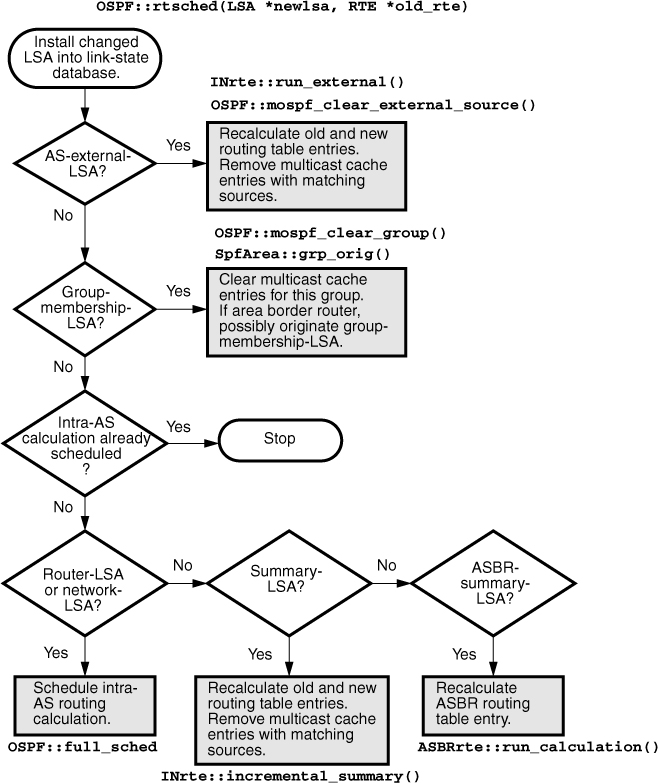 OSPF::rtsched(LSA *newlsa, RTE *old_rte)
Install changed
LSA into link-state
database.
INrte::run_external()
OSPF::mospf_clear_external_source()
AS-external-
LSA?
Yes
Recalculate old and new
routing table entries.
Remove multicast cache
entries with matching
sources.
No
OSPF::mospf_clear_group()
SpfArea::grp_orig()
Group-
membership-
LSA?
Yes
Clear multicast cache
entries for this group.
If area border router,
possibly originate group-
membership-LSA.
No
Intra-AS
calculation already
scheduled
?
Yes
Stop
No
Router-LSA
or network-
LSA?
No
Summary-
LSA?
No
ASBR-
summary-
LSA?
Yes
Yes
Yes
Schedule intra-
AS routing
calculation.
OSPF::full_sched
Recalculate old and new
routing table entries.
Remove multicast cache
entries with matching
sources.
INrte::incremental_summary()
Recalculate
ASBR routing
table entry.
ASBRrte::run_calculation()